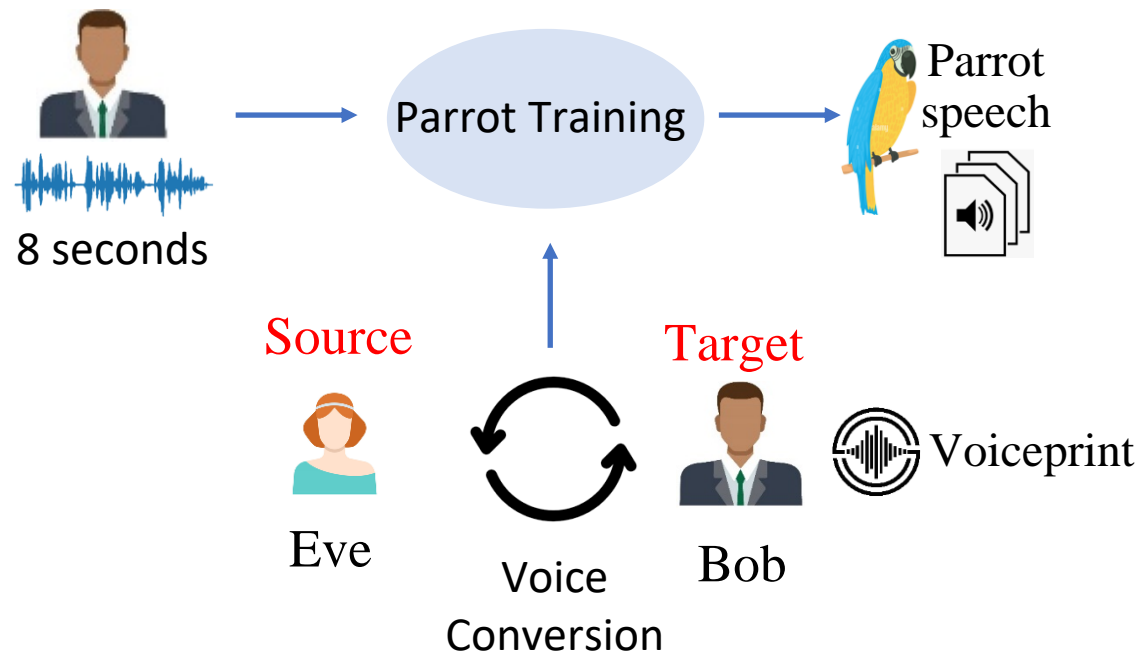 Parrot Training
Parrot
speech
8 seconds
Source
Target
Voiceprint
Eve
Bob
Voice
Conversion